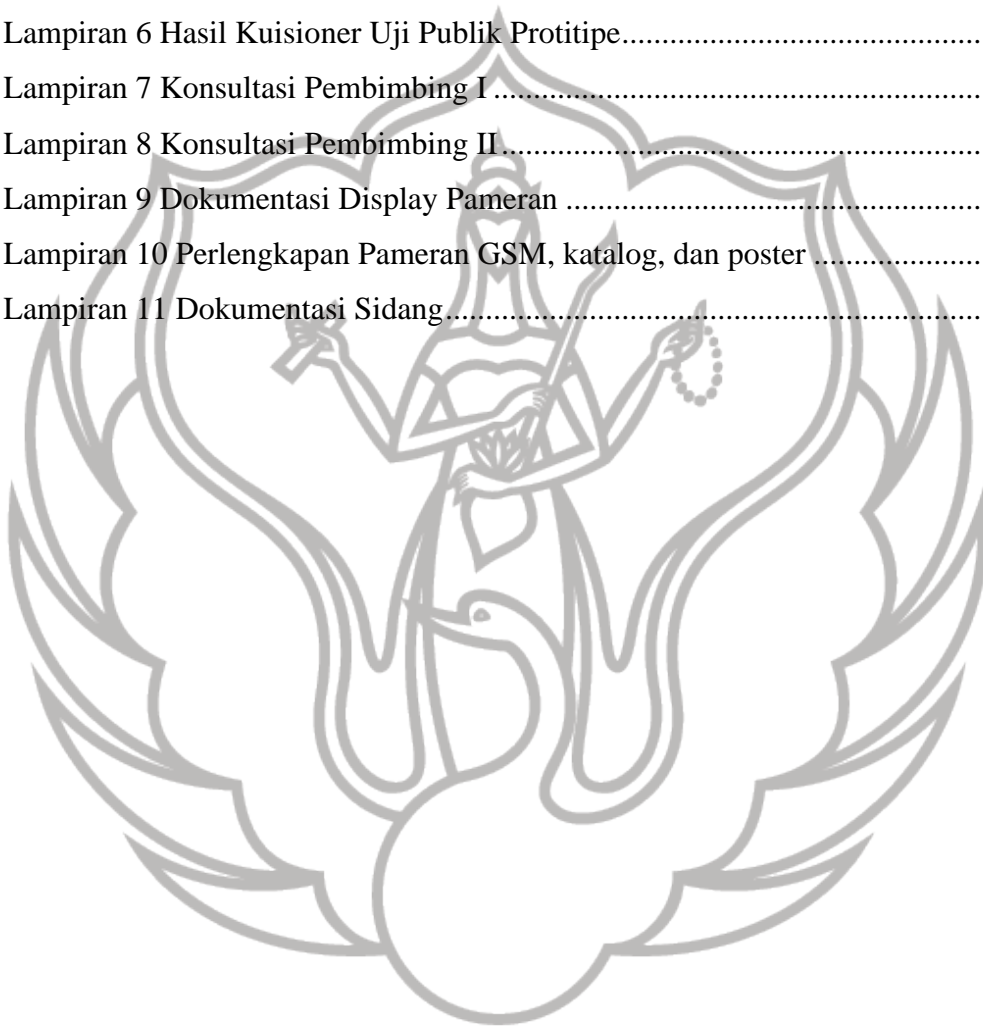 Lampiran 6 Hasil Kuisioner Uji Publik Protitipe..........................................
Lampiran 7 Konsultasi Pembimbing I..........................................................
Lampiran 8 Konsultasi Pembimbing II.........................................................
Lampiran 9 Dokumentasi Display Pameran ................................................
Lampiran 10 Perlengkapan Pameran GSM, katalog, dan poster ..................
Lampiran 11 Dokumentasi Sidang................................................................